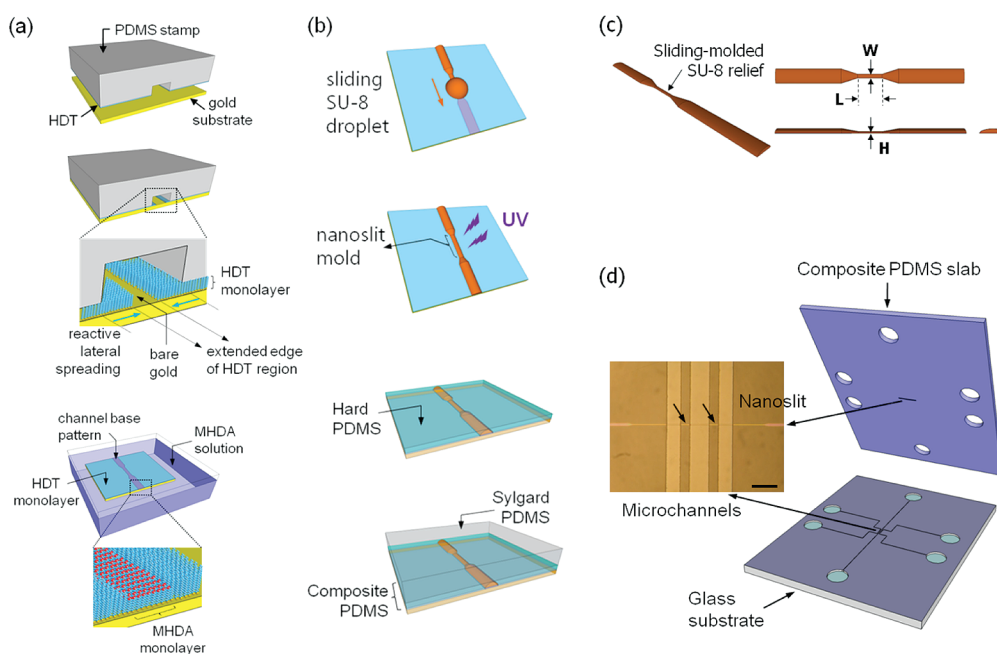 (a)
PDMS stamp
HDT
gold
substrate
HDT
monolayer
reactive
lateral
spreading
bare
gold
extended edge
of HDT region
channel base
pattern
MHDA
solution
HDT
monolayer
MHDA
monolayer
(b)
sliding
SU-8
droplet
UV
nanoslit
mold
Hard
PDMS
Sylgard
PDMS
Composite
PDMS
(c)
Sliding-molded
SU-8 relief
W
L
H
(d)
Composite PDMS slab
Nanoslit
Microchannels
Glass
substrate